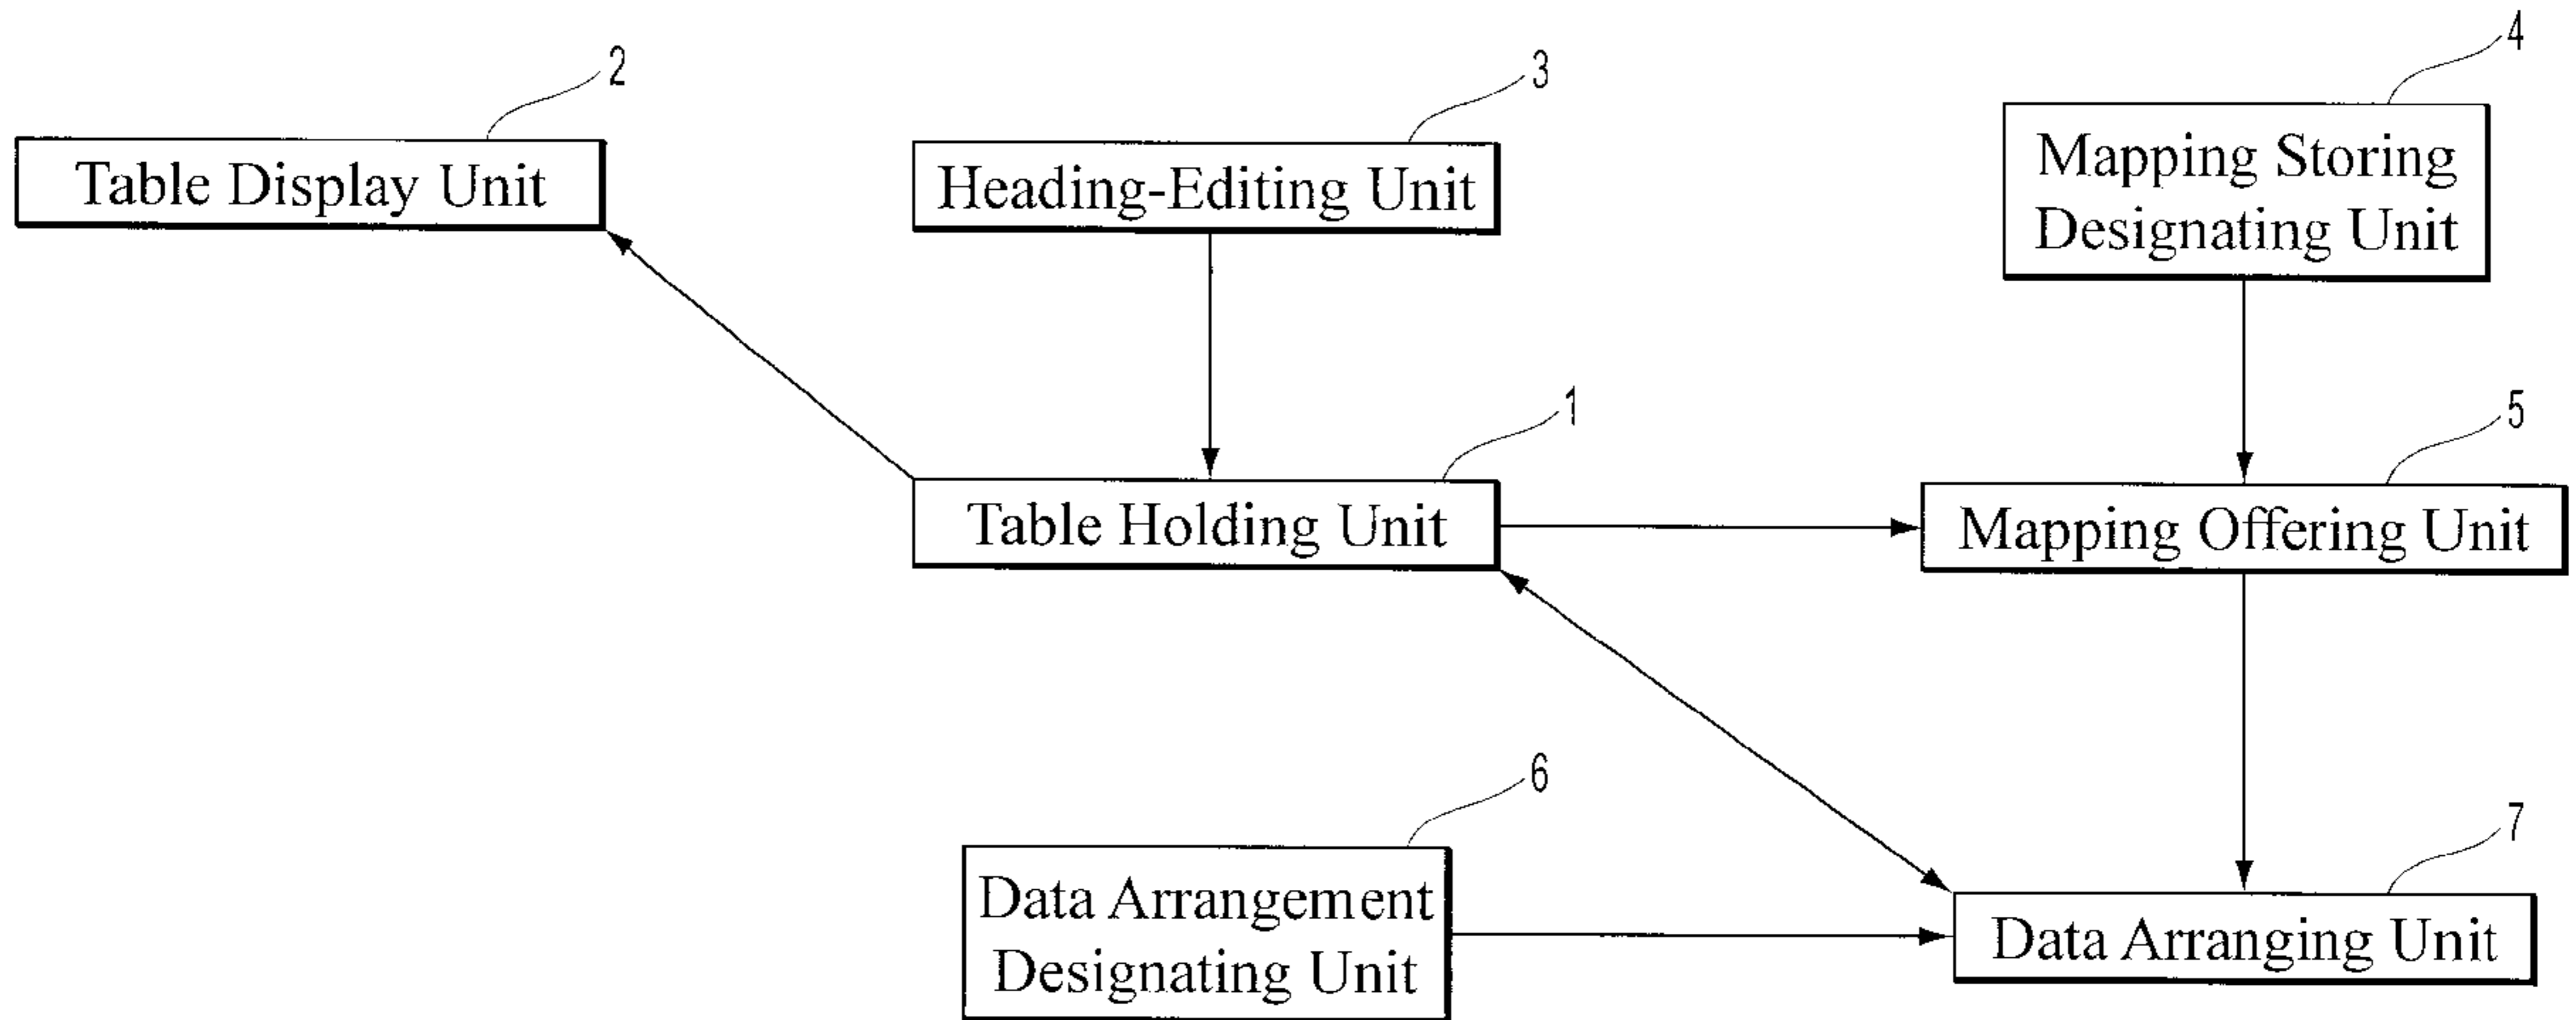 2
3
4
Table Display Unit
Heading-Editing Unit
Mapping Storing
Designating Unit
1
5
Table Holding Unit
Mapping Offering Unit
6
7
Data Arrangement
Designating Unit
Data Arranging Unit